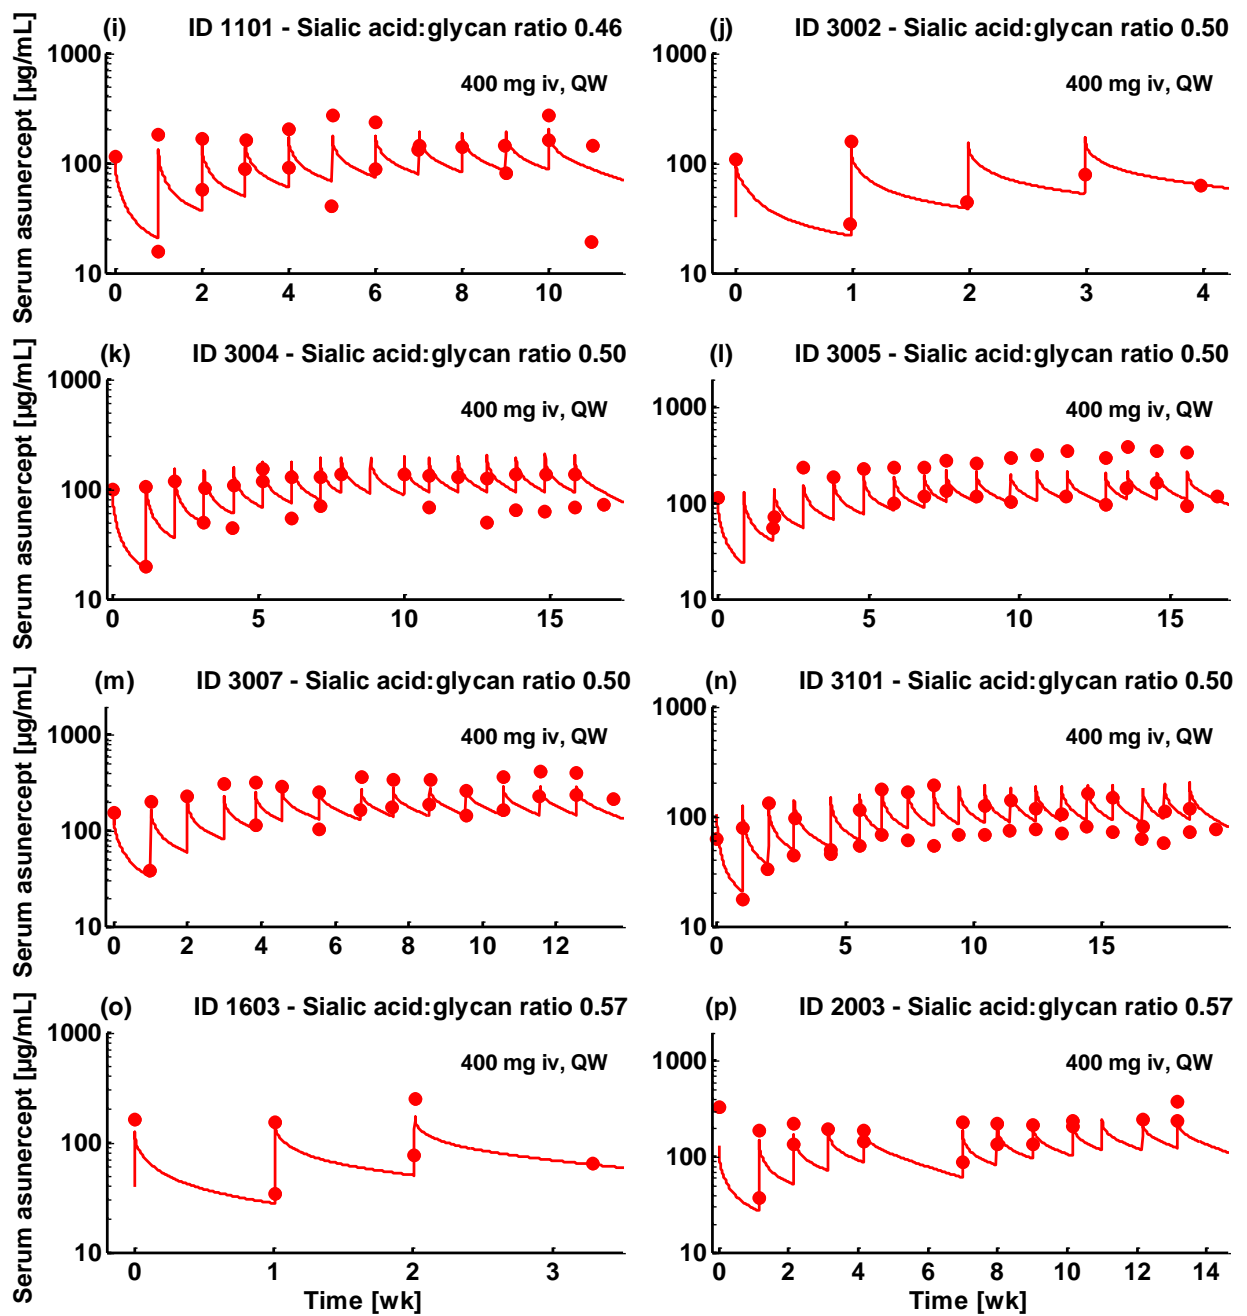 (i) ID 1101 - Sialic acid:glycan ratio 0.46
400 mg iv, QW
Serum asunercept [µg/mL]
1000
100
10
0 2 4 6 8 10
(j) ID 3002 - Sialic acid:glycan ratio 0.50
400 mg iv, QW
1000
100
10
0 1 2 3 4
(k) ID 3004 - Sialic acid:glycan ratio 0.50
400 mg iv, QW
Serum asunercept [µg/mL]
1000
100
10
0 5 10 15
(l) ID 3005 - Sialic acid:glycan ratio 0.50
400 mg iv, QW
1000
100
10
0 5 10 15
(m) ID 3007 - Sialic acid:glycan ratio 0.50
400 mg iv, QW
Serum asunercept [µg/mL]
1000
100
10
0 2 4 6 8 10 12
(n) ID 3101 - Sialic acid:glycan ratio 0.50
400 mg iv, QW
1000
100
10
0 5 10 15
(o) ID 1603 - Sialic acid:glycan ratio 0.57
400 mg iv, QW
Serum asunercept [µg/mL]
1000
100
10
0 1 2 3
Time [wk]
(p) ID 2003 - Sialic acid:glycan ratio 0.57
400 mg iv, QW
1000
100
10
0 2 4 6 8 10 12 14
Time [wk]